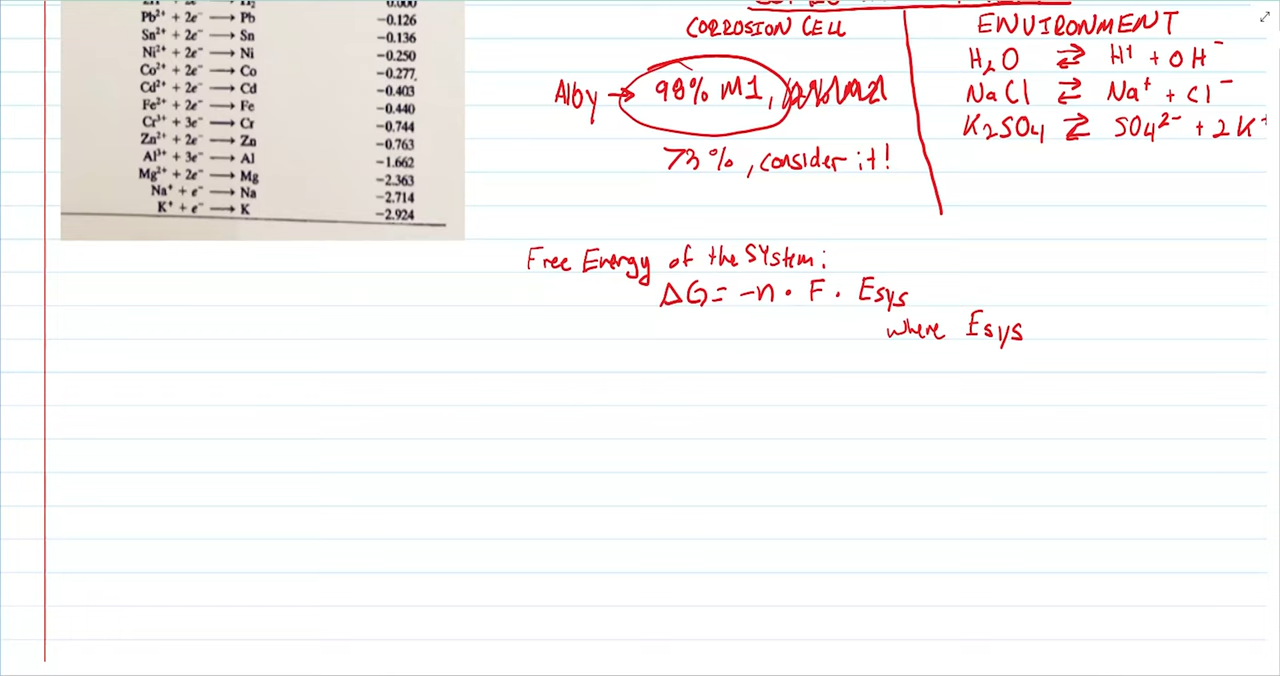 0.000
Pb²⁺ + 2e⁻ ⟶ Pb −0.126
Sn²⁺ + 2e⁻ ⟶ Sn −0.136
Ni²⁺ + 2e⁻ ⟶ Ni −0.250
Co²⁺ + 2e⁻ ⟶ Co −0.277
Cd²⁺ + 2e⁻ ⟶ Cd −0.403
Fe²⁺ + 2e⁻ ⟶ Fe −0.440
Cr³⁺ + 3e⁻ ⟶ Cr −0.744
Zn²⁺ + 2e⁻ ⟶ Zn −0.763
Al³⁺ + 3e⁻ ⟶ Al −1.662
Mg²⁺ + 2e⁻ ⟶ Mg −2.363
Na⁺ + e⁻ ⟶ Na −2.714
K⁺ + e⁻ ⟶ K −2.924
CORROSION CELL
Alby → 98% M1,
73%, consider it!
ENVIRONMENT
H₂O ⇄ H⁺ + OH⁻
NaCl ⇄ Na⁺ + Cl⁻
K2SO4 ⇄ SO4²⁻ + 2K⁺
Free Energy of the System:
ΔG = -n · F · Esys
where Esys